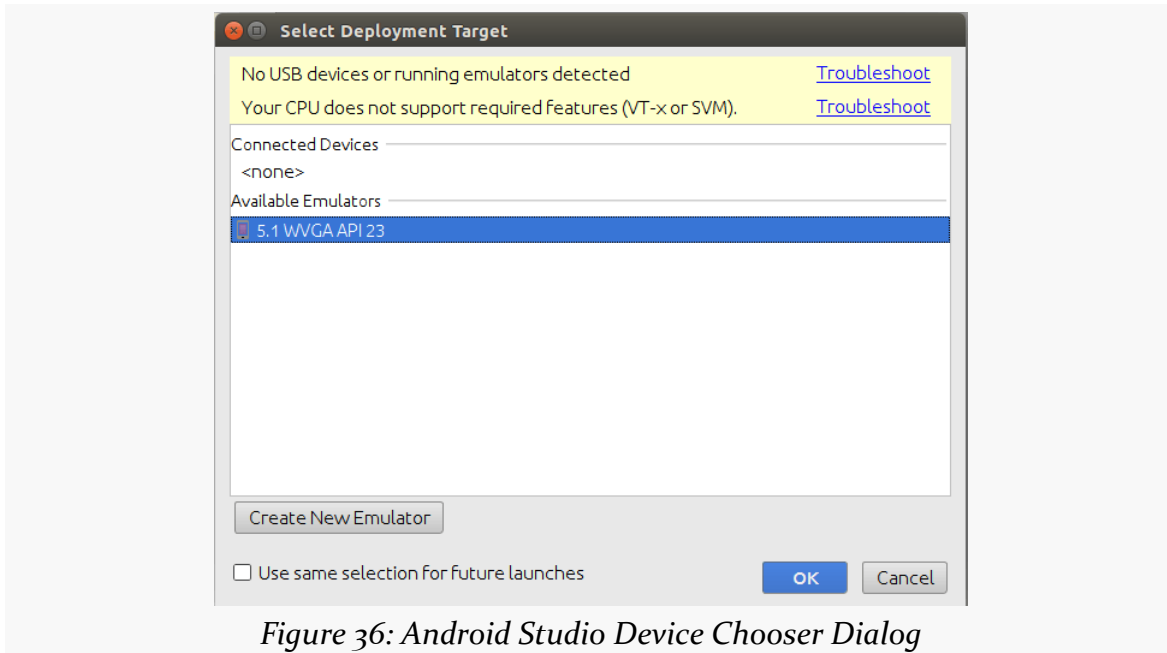 Select Deployment Target
No USB devices or running emulators detected Troubleshoot
Your CPU does not support required features (VT-x or SVM). Troubleshoot
Connected Devices
<none>
Available Emulators
5.1 WVGA API 23
Create New Emulator
Use same selection for future launches OK Cancel
Figure 36: Android Studio Device Chooser Dialog